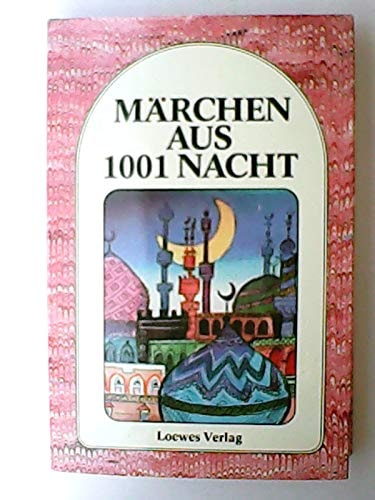 MÄRCHEN
AUS
1001 NACHT
Loewes Verlag